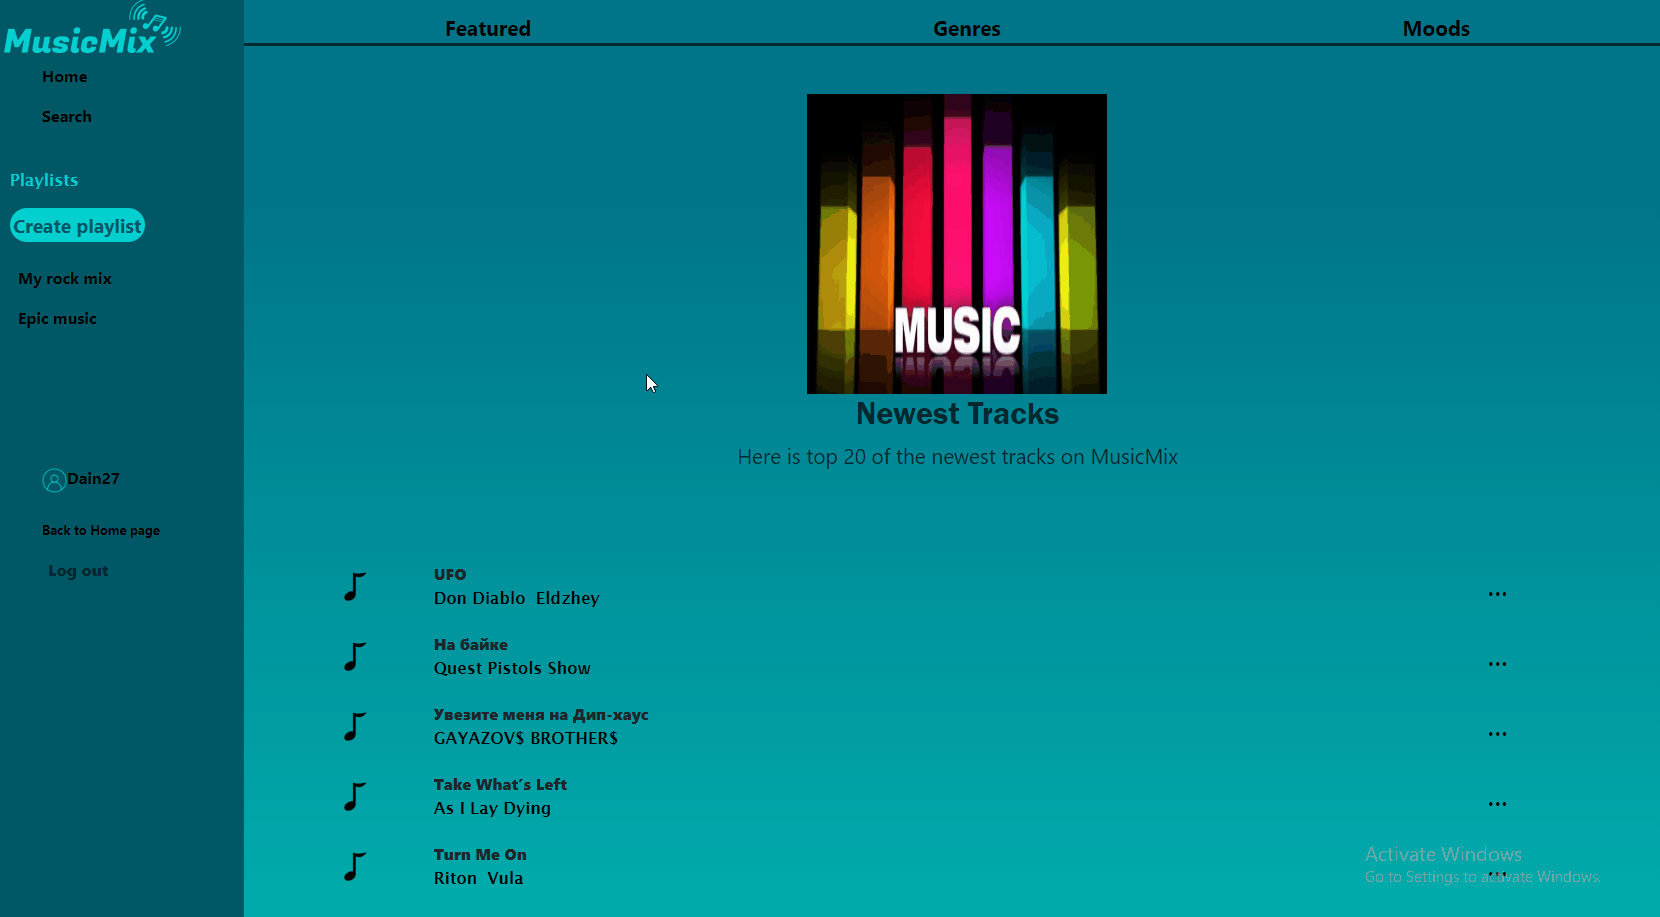 MusicMix
Home
Search
Playlists
Create playlist
My rock mix
Epic music
Dain27
Back to Home page
Log out
Featured
Genres
Moods
MUSIC
Newest Tracks
Here is top 20 of the newest tracks on MusicMix
UFO
Don Diablo Eldzhey
...
На байке
Quest Pistols Show
...
Увезите меня на Дип-хаус
GAYAZOV$ BROTHER$
...
Take What's Left
As I Lay Dying
...
Turn Me On
Riton Vula
...
Activate Windows
Go to Settings to activate Windows.